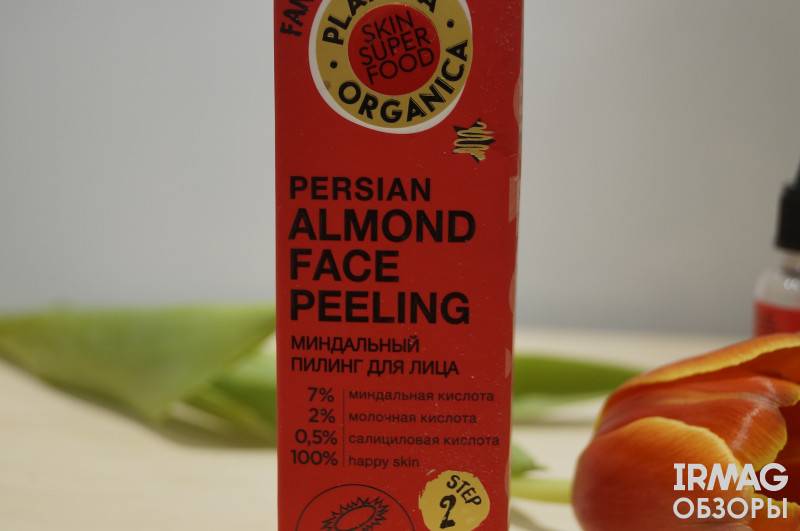 SKIN
SUPER
FOOD
ORGANICA
PERSIAN
ALMOND
FACE
PEELING
МИНДАЛЬНЫЙ
ПИЛИНГ ДЛЯ ЛИЦА
7% миндальная кислота
2% молочная кислота
0,5% салициловая кислота
100% happy skin
STEP
2
IRMAG
ОБЗОРЫ